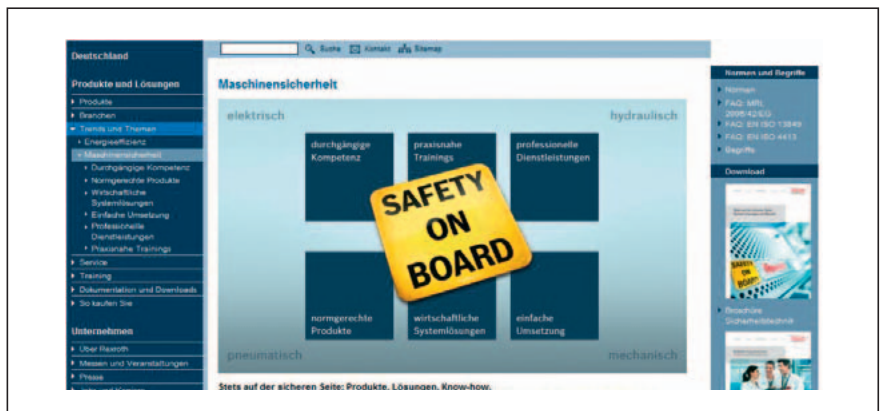 Deutschland
Suche Kontakt Sitemap
Produkte und Lösungen
Produkte
Branchen
Trends und Themen
Energieeffizienz
Maschinensicherheit
Durchgängige Kompetenz
Normgerechte Produkte
Wirtschaftliche
Systemlösungen
Einfache Umsetzung
Professionelle
Dienstleistungen
Praxisnahe Trainings
Service
Training
Dokumentation und Downloads
So kaufen Sie
Unternehmen
Über Rexroth
Messen und Veranstaltungen
Presse
Maschinensicherheit
elektrisch
hydraulisch
durchgängige
Kompetenz
praxisnahe
Trainings
professionelle
Dienstleistungen
SAFETY
ON
BOARD
normgerechte
Produkte
wirtschaftliche
Systemlösungen
einfache
Umsetzung
pneumatisch
mechanisch
Stets auf der sicheren Seite: Produkte, Lösungen, Know-how.
Normen und Begriffe
Normen
FAQ: MRL
2006/42/EG
FAQ: EN ISO 13849
FAQ: EN ISO 4413
Begriffe
Download
SAFETY
ON
BOARD
Broschüre
Sicherheitstechnik